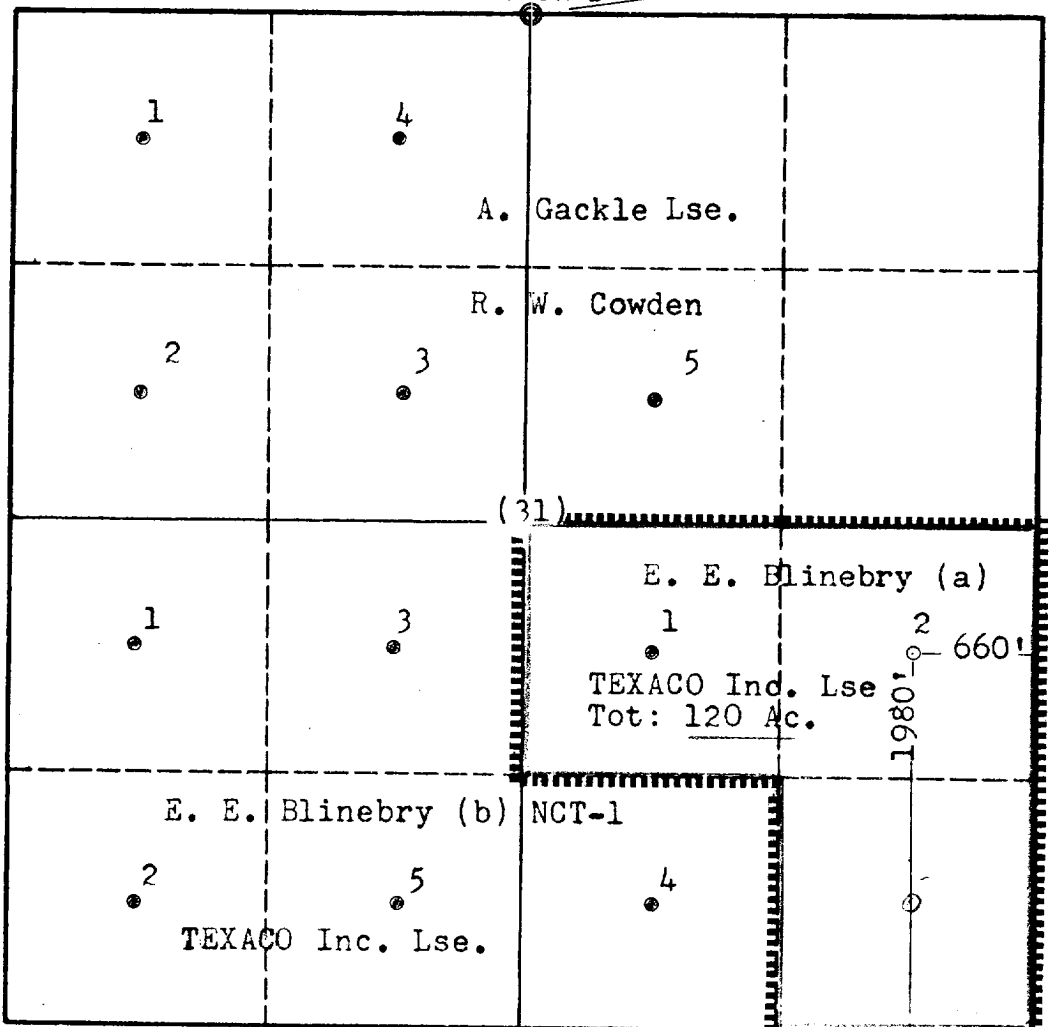 1 4
A. Gackle Lse.
R. W. Cowden
2 3 5
(31)
E. E. Blinebry (a)
1 3 1 2
660'
TEXACO Inc. Lse
Tot: 120 Ac.
1980'
E. E. Blinebry (b) NCT-1
2 5 4
TEXACO Inc. Lse.